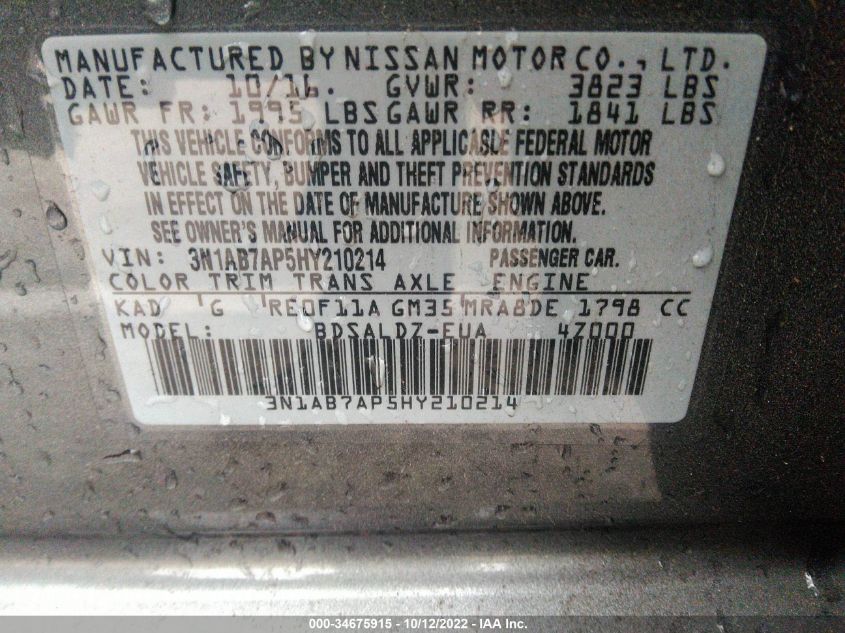 MANUFACTURED BY NISSAN MOTOR CO., LTD.
DATE: 10/16. GVWR: 3823 LBS
GAWR FR: 1995 LBS GAWR RR: 1841 LBS
THIS VEHICLE CONFORMS TO ALL APPLICABLE FEDERAL MOTOR
VEHICLE SAFETY, BUMPER AND THEFT PREVENTION STANDARDS
IN EFFECT ON THE DATE OF MANUFACTURE SHOWN ABOVE.
SEE OWNER'S MANUAL FOR ADDITIONAL INFORMATION.
VIN: 3N1AB7AP5HY210214 PASSENGER CAR.
COLOR TRIM TRANS AXLE ENGINE
KAD 'G 'RE0F11A GM35'MRA8DE 1798 CC
MODEL: BDSALDZ-EUA 4Z000
3N1AB7AP5HY210214
000-34675915 - 10/12/2022 - IAA Inc.